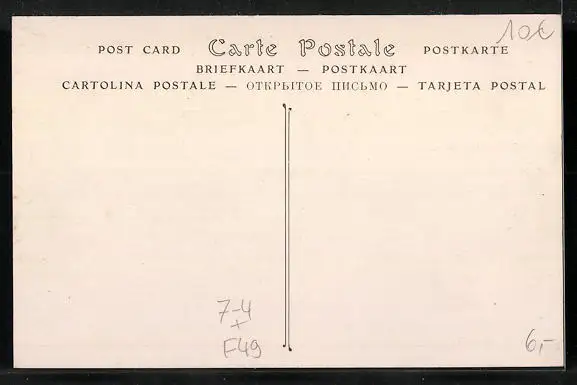 10€
POST CARD Carte Postale POSTKARTE
BRIEFKAART — POSTKAART
CARTOLINA POSTALE — ОТКРЫТОЕ ПИСЬМО — TARJETA POSTAL
7-4
+
F49
6,-